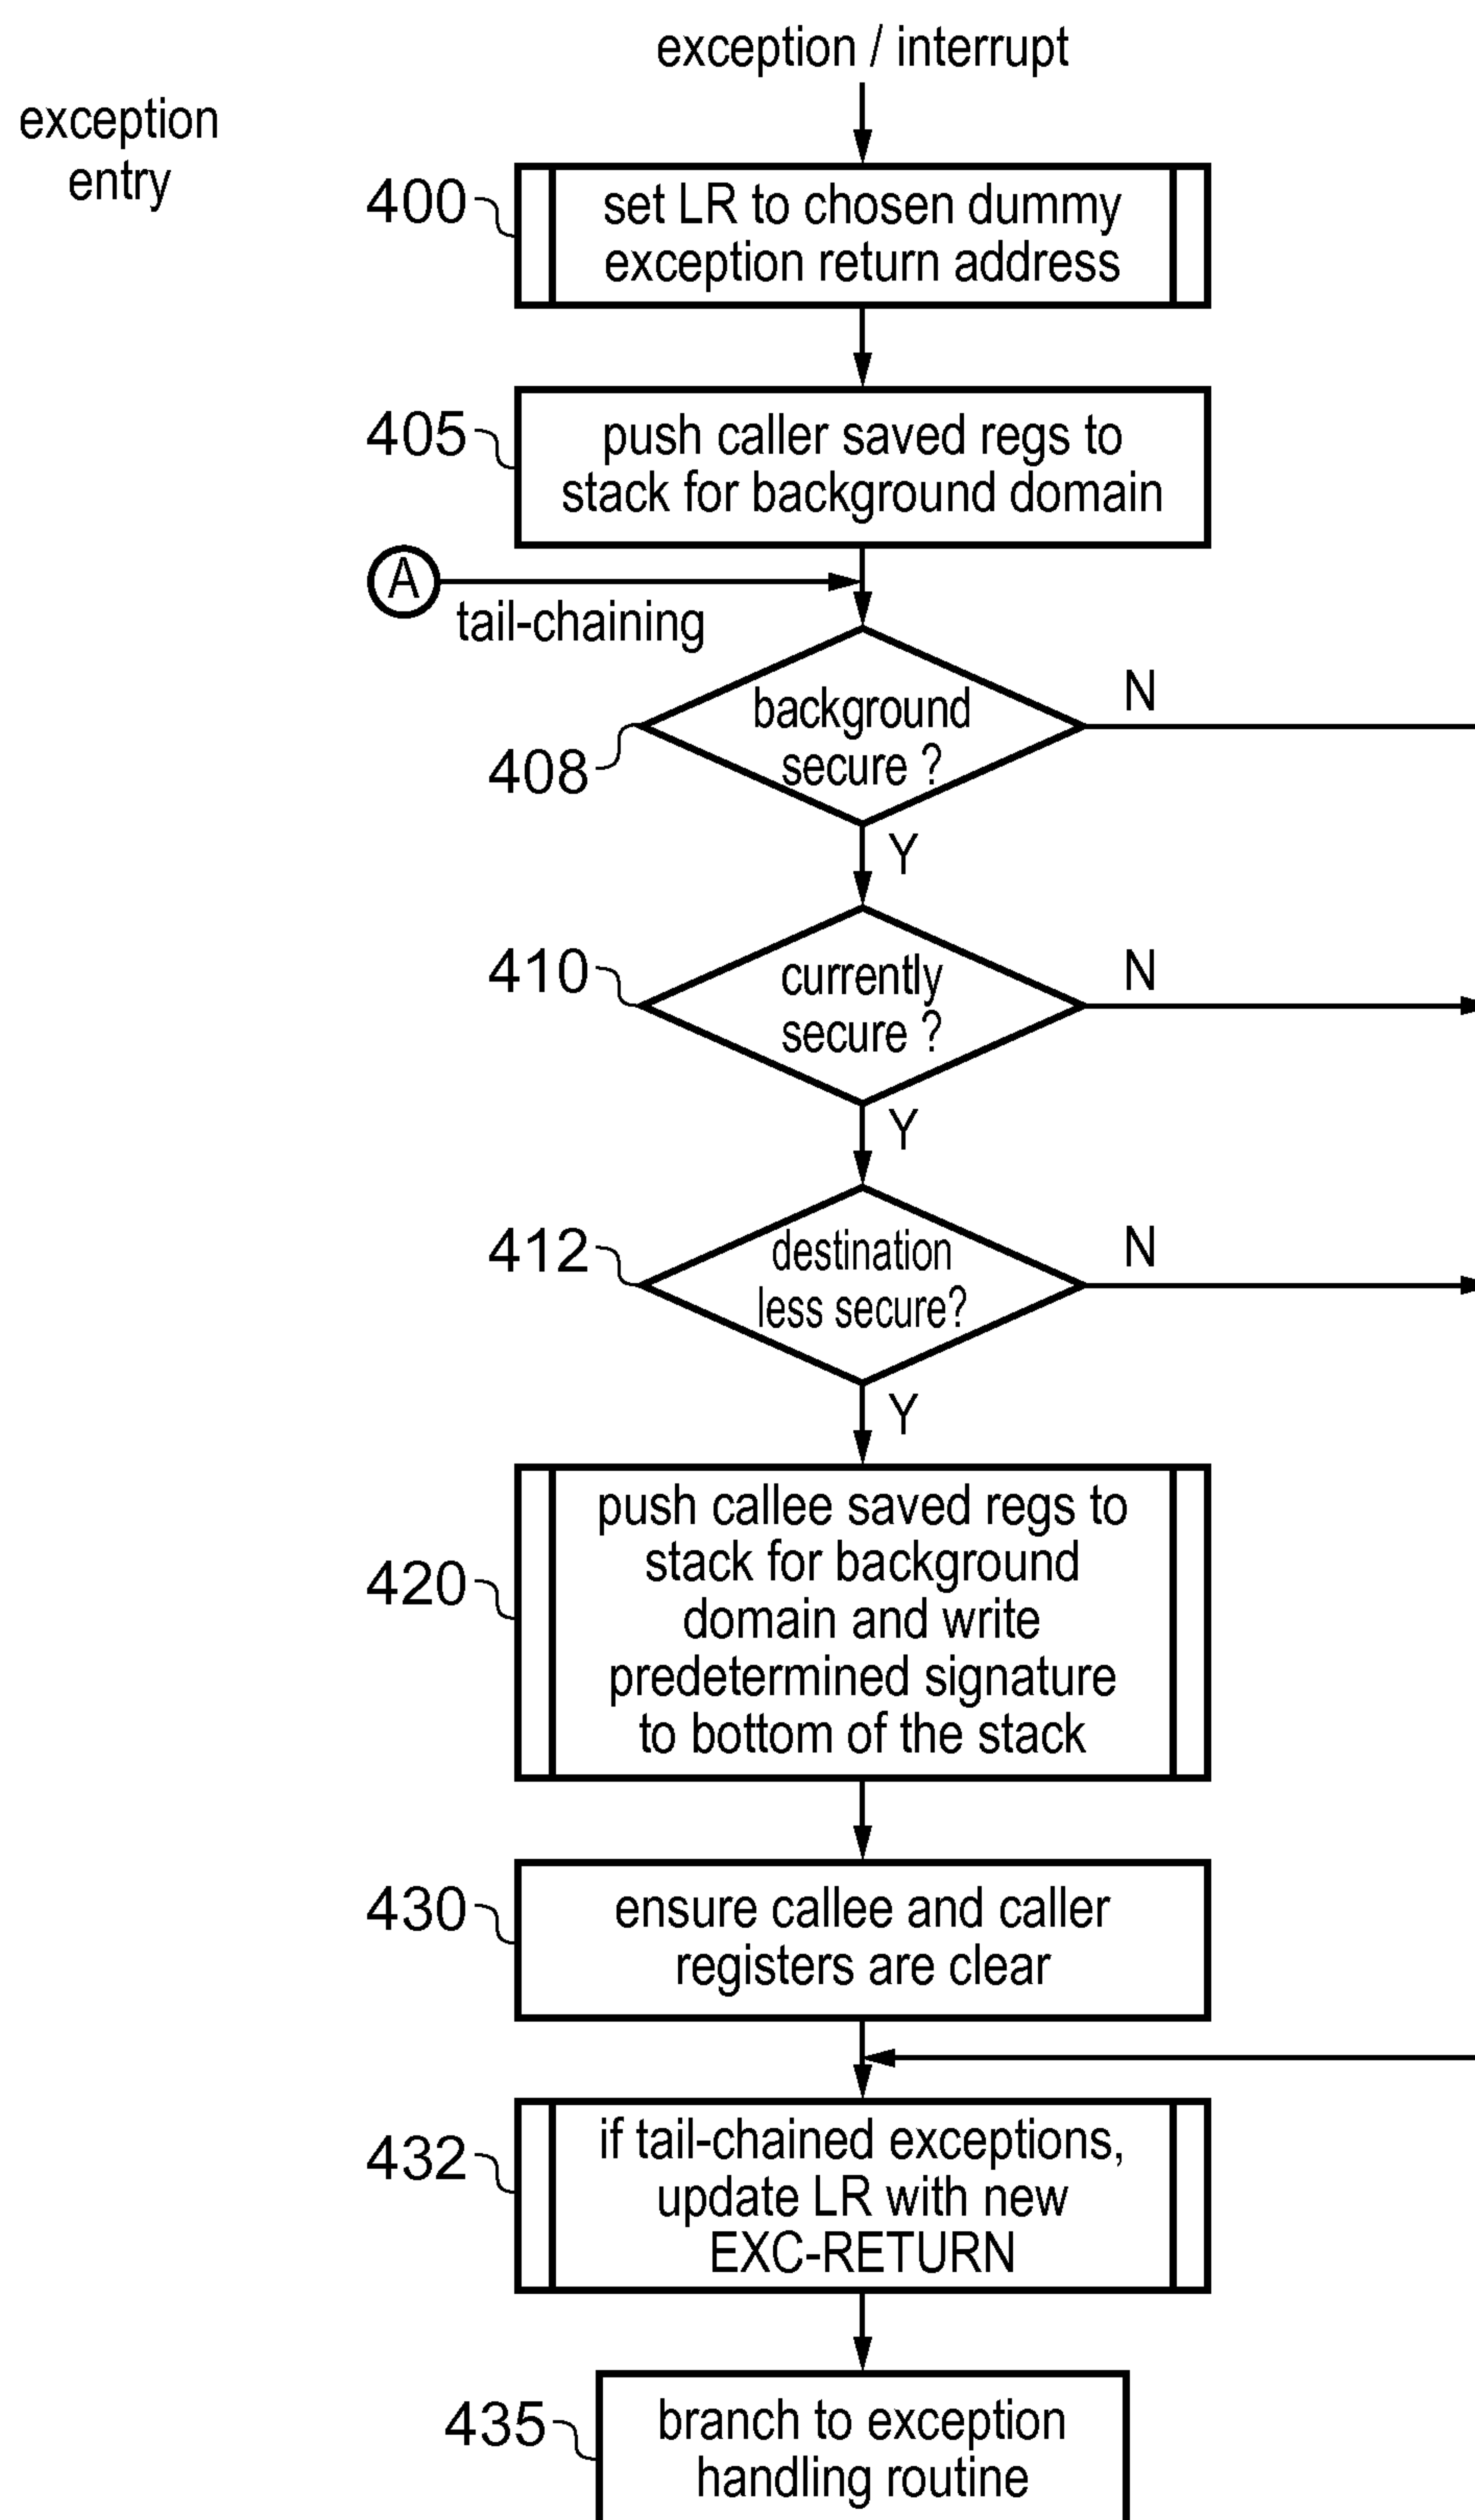 exception / interrupt
exception
entry
400
set LR to chosen dummy
exception return address
405
push caller saved regs to
stack for background domain
A
tail-chaining
408
background
secure ?
N
Y
410
currently
secure ?
N
Y
412
destination
less secure?
N
Y
420
push callee saved regs to
stack for background
domain and write
predetermined signature
to bottom of the stack
430
ensure callee and caller
registers are clear
432
if tail-chained exceptions,
update LR with new
EXC-RETURN
435
branch to exception
handling routine